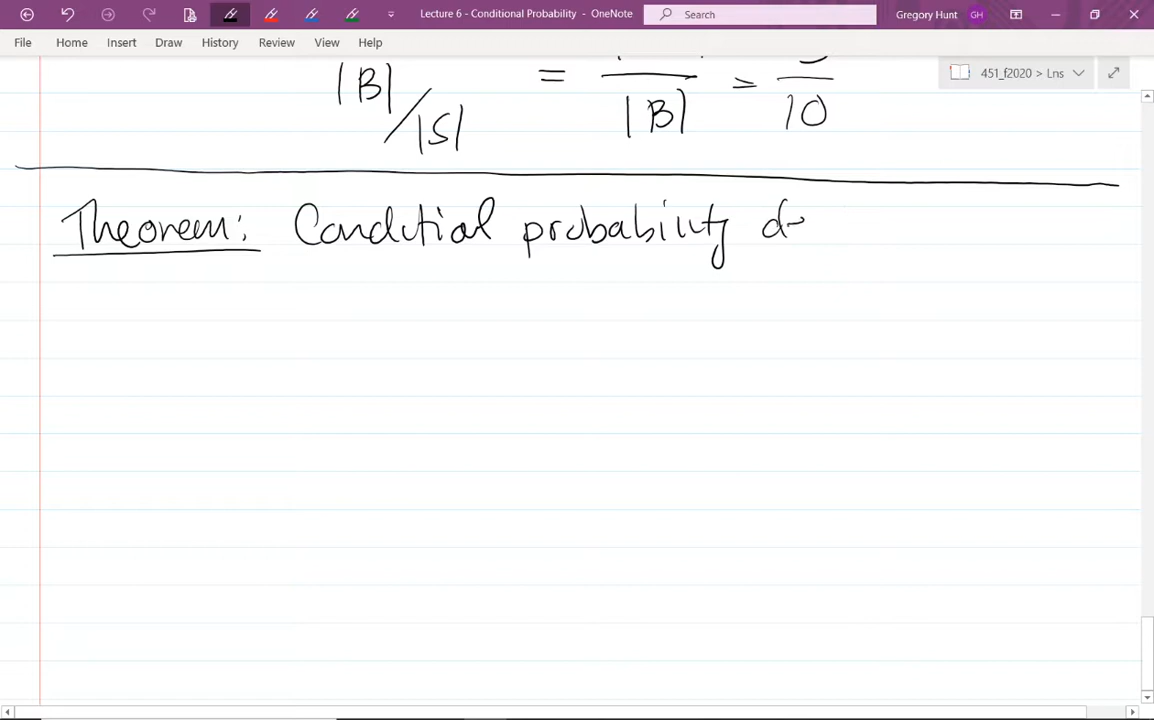 Lecture 6 - Conditional Probability - OneNote
Search
Gregory Hunt GH
File Home Insert Draw History Review View Help
451_f2020 > Lns
|B| / |S| = |B| = 10
Theorem: Conditial probability